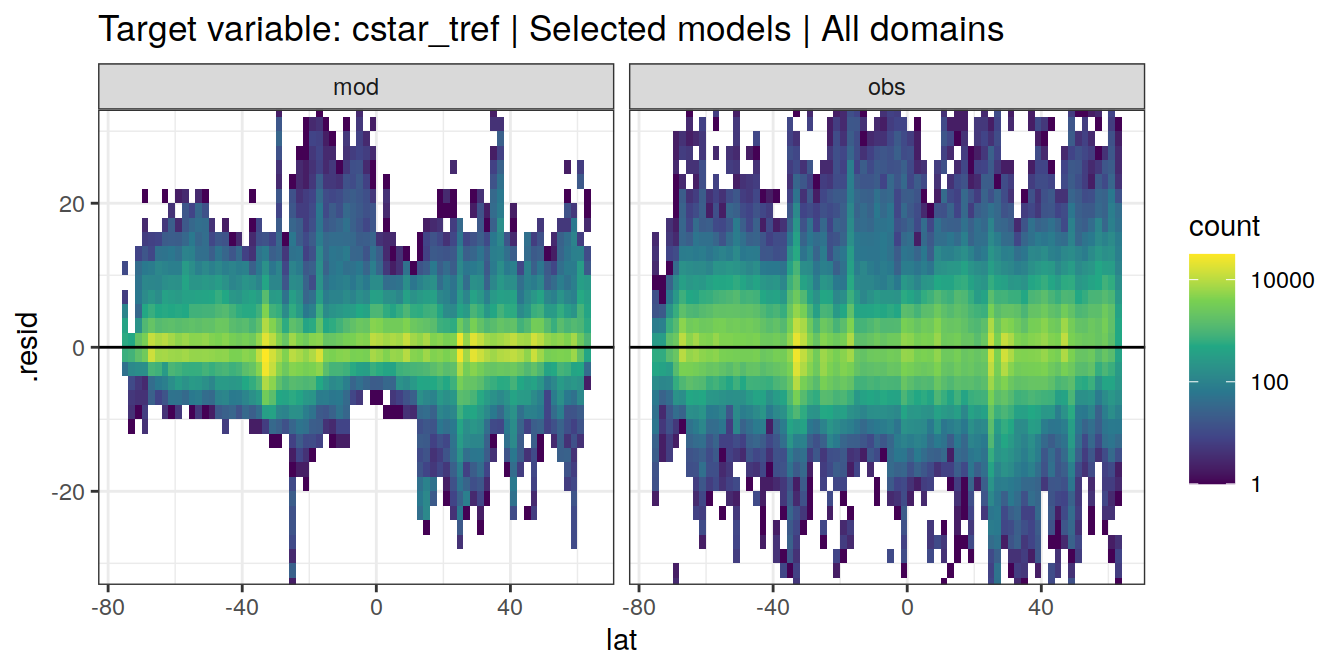 Target variable: cstar_tref | Selected models | All domains
mod
obs
.resid
20
0
-20
-80
-40
0
40
-80
-40
0
40
lat
count
10000
100
1